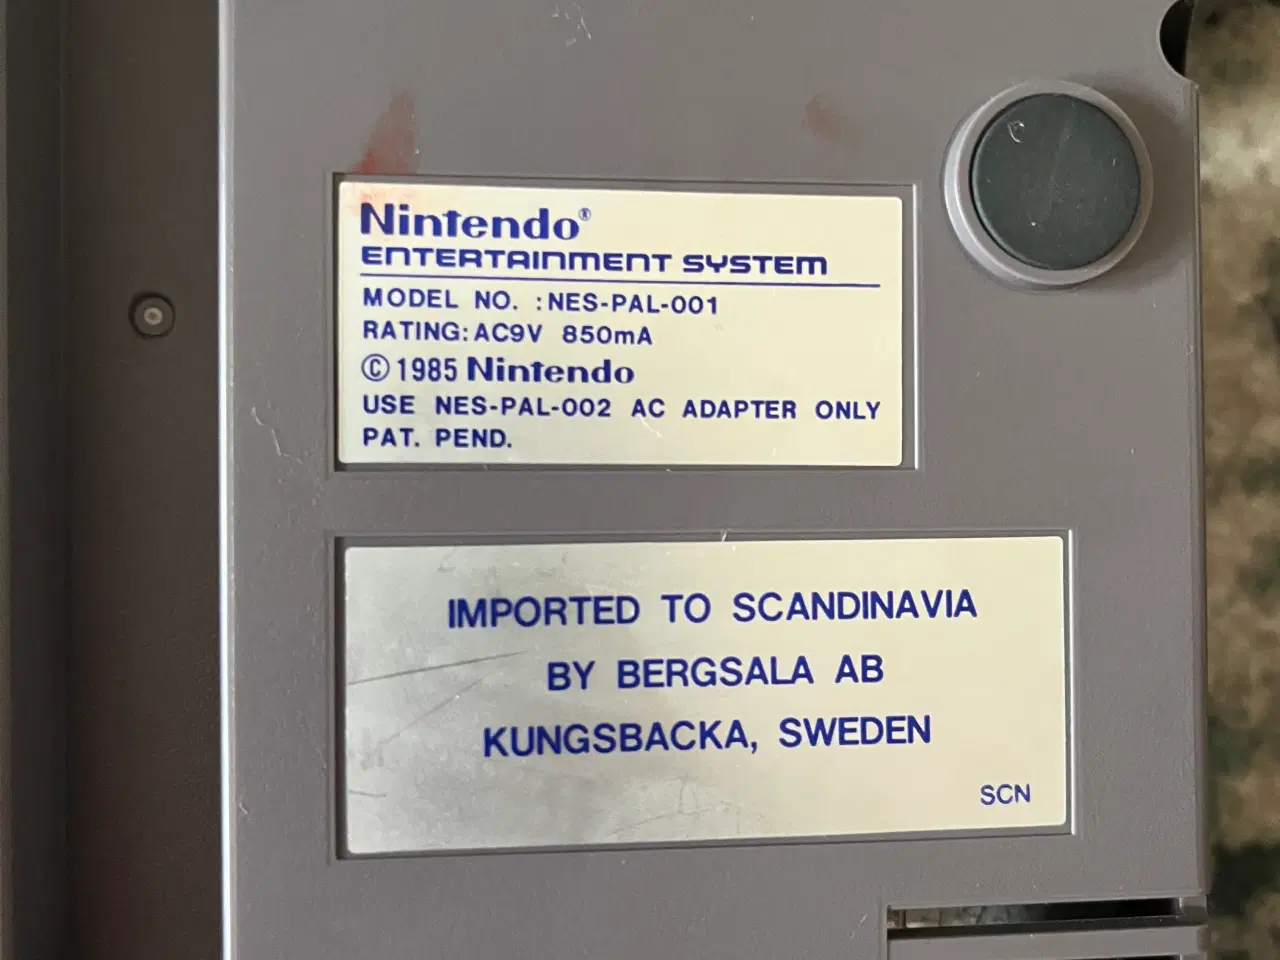 Nintendo®
ENTERTAINMENT SYSTEM
MODEL NO. :NES-PAL-001
RATING:AC9V 850mA
©1985 Nintendo
USE NES-PAL-002 AC ADAPTER ONLY
PAT. PEND.
IMPORTED TO SCANDINAVIA
BY BERGSALA AB
KUNGSBACKA, SWEDEN
SCN